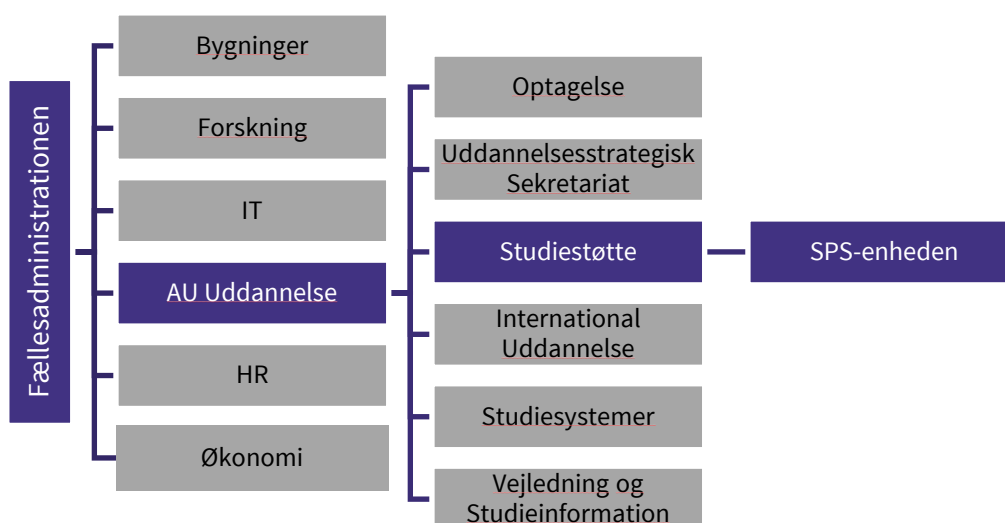 Fællesadministrationen
Bygninger
Forskning
IT
AU Uddannelse
HR
Økonomi
Optagelse
Uddannelsesstrategisk
Sekretariat
Studiestøtte
International
Uddannelse
Studiesystemer
Vejledning og
Studieinformation
SPS-enheden